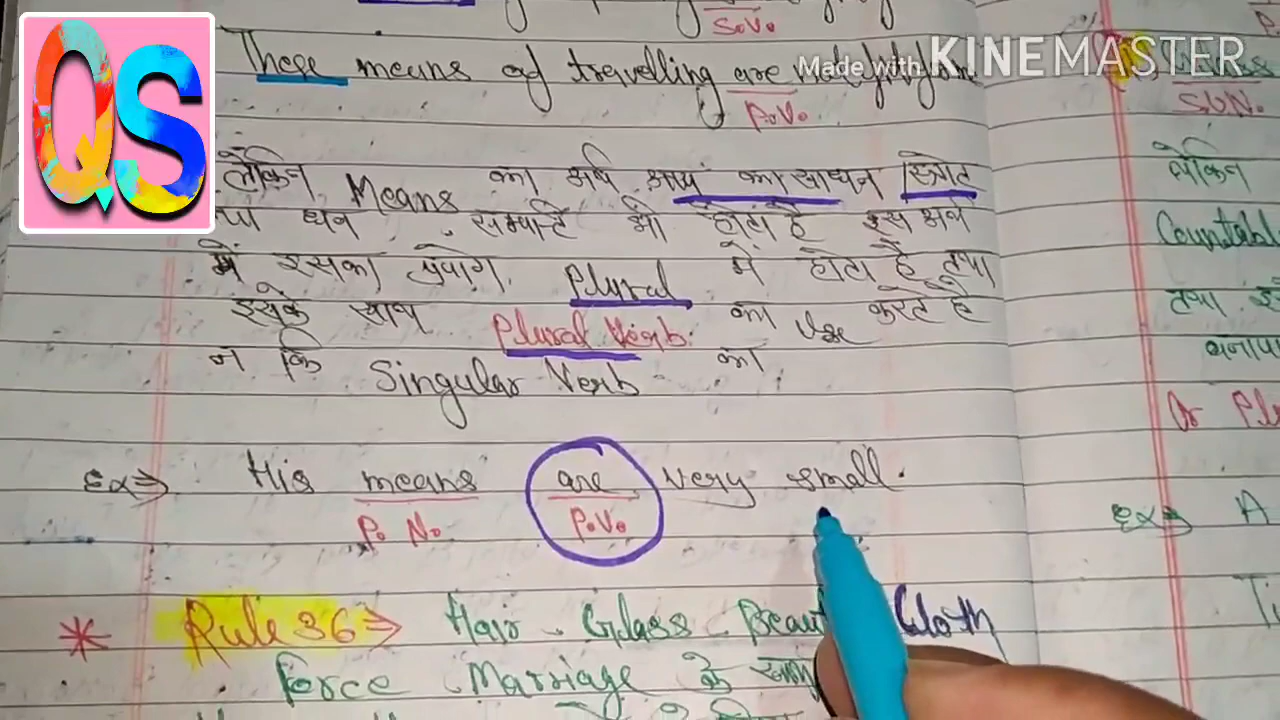 QS
Made with KINEMASTER
S.V.
These means of travelling are
P.V.
लेकिन Means का अर्थ आय का साधन स्त्रोत
या धन सम्पत्ति भी होता है इस अर्थ
में इसका प्रयोग Plural में होता है तथा
इसके साथ Plural Verb का Use करते है
न कि Singular Verb का
Ex⇒ His means are very small.
P. N. P.V.
* Rule 36⇒ Hair - Glass - Cloth
Force - Marriage के साथ
S.V.N.
लेकिन
Countabl
तथा
बनाया
Or Plu
Ex⇒ A